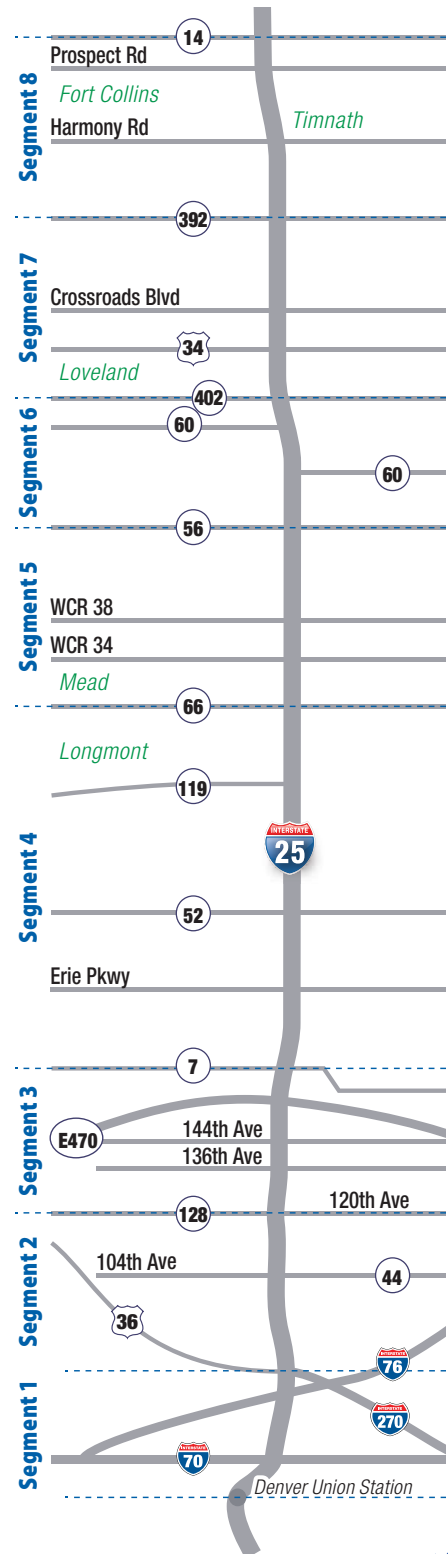 14
Prospect Rd
Segment 8
Fort Collins
Timnath
Harmony Rd
392
Segment 7
Crossroads Blvd
34
Loveland
402
60
Segment 6
60
56
Segment 5
WCR 38
WCR 34
Mead
66
Longmont
119
INTERSTATE
25
Segment 4
52
Erie Pkwy
7
Segment 3
E470
144th Ave
136th Ave
120th Ave
128
Segment 2
104th Ave
44
36
INTERSTATE
76
Segment 1
INTERSTATE
270
INTERSTATE
70
Denver Union Station